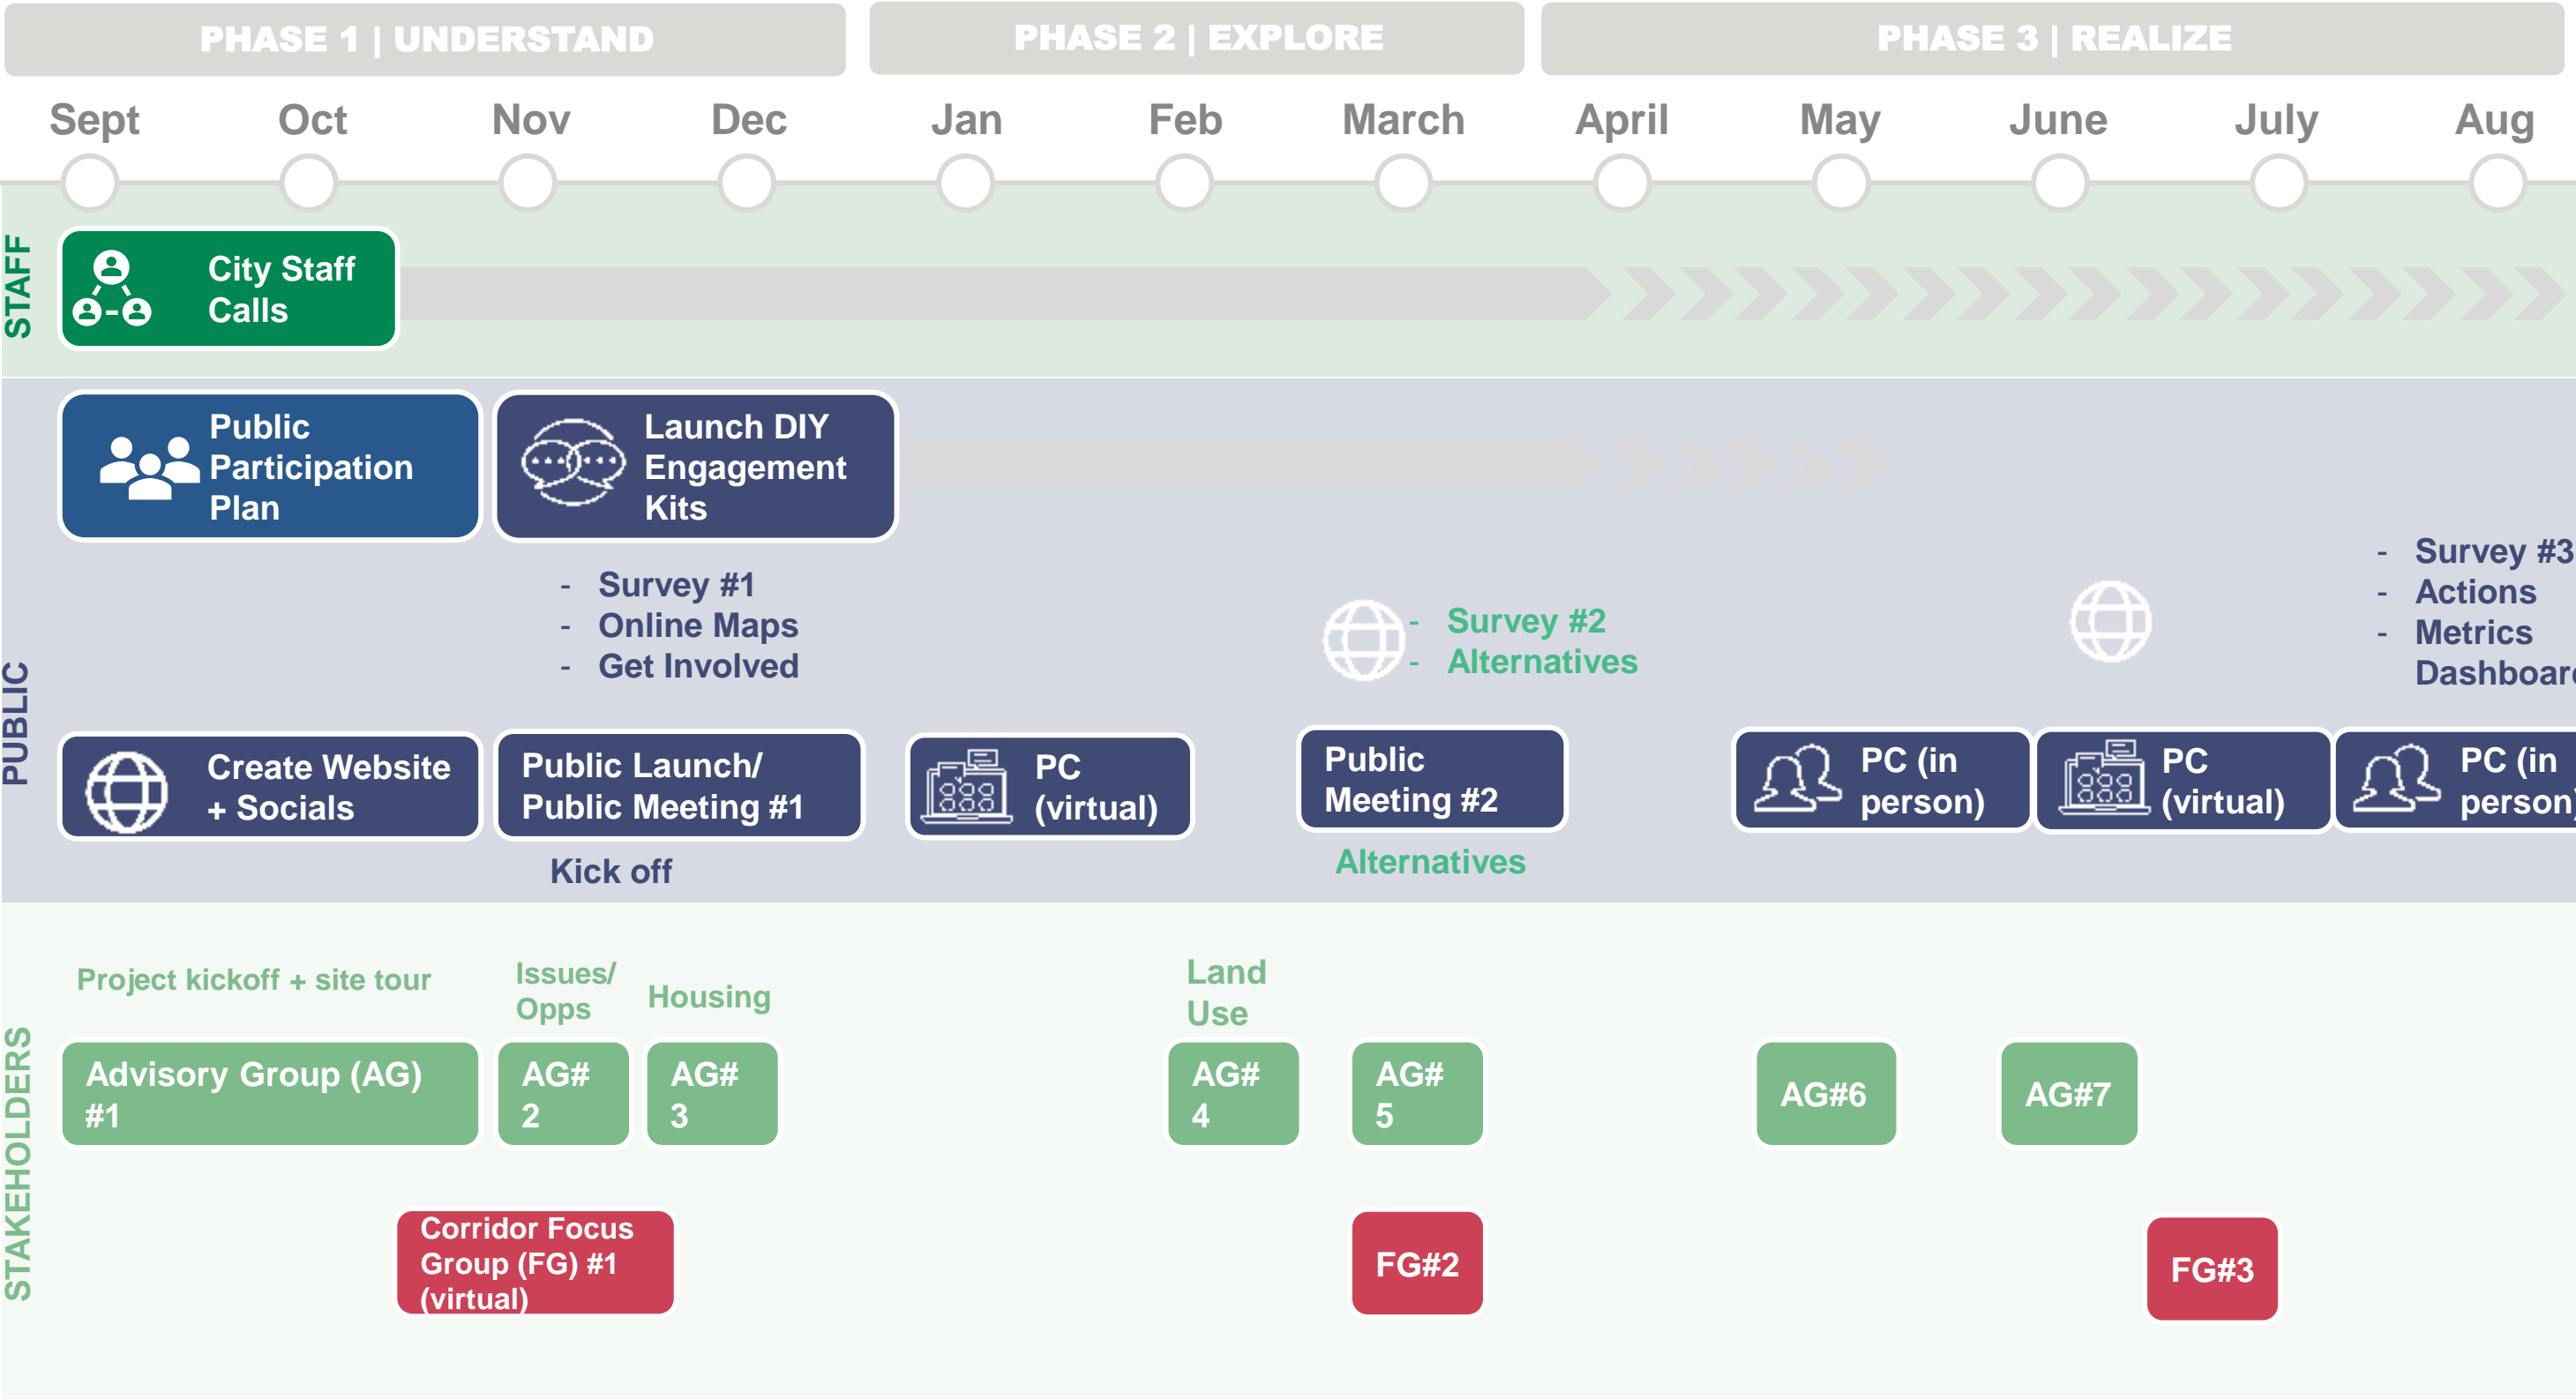 PHASE 1 | UNDERSTAND
PHASE 2 | EXPLORE
PHASE 3 | REALIZE
Sept
Oct
Nov
Dec
Jan
Feb
March
April
May
June
July
Aug
STAFF
City Staff
Calls
PUBLIC
Public
Participation
Plan
Launch DIY
Engagement
Kits
- Survey #1
- Online Maps
- Get Involved
- Survey #2
- Alternatives
- Survey #3
- Actions
- Metrics
Create Website
+ Socials
Public Launch/
Public Meeting #1
Kick off
PC
(virtual)
Public
Meeting #2
Alternatives
PC (in
person)
PC
(virtual)
PC (in
person)
STAKEHOLDERS
Project kickoff + site tour
Issues/
Opps
Housing
Land
Use
Advisory Group (AG)
#1
AG#
2
AG#
3
AG#
4
AG#
5
AG#6
AG#7
Corridor Focus
Group (FG) #1
(virtual)
FG#2
FG#3